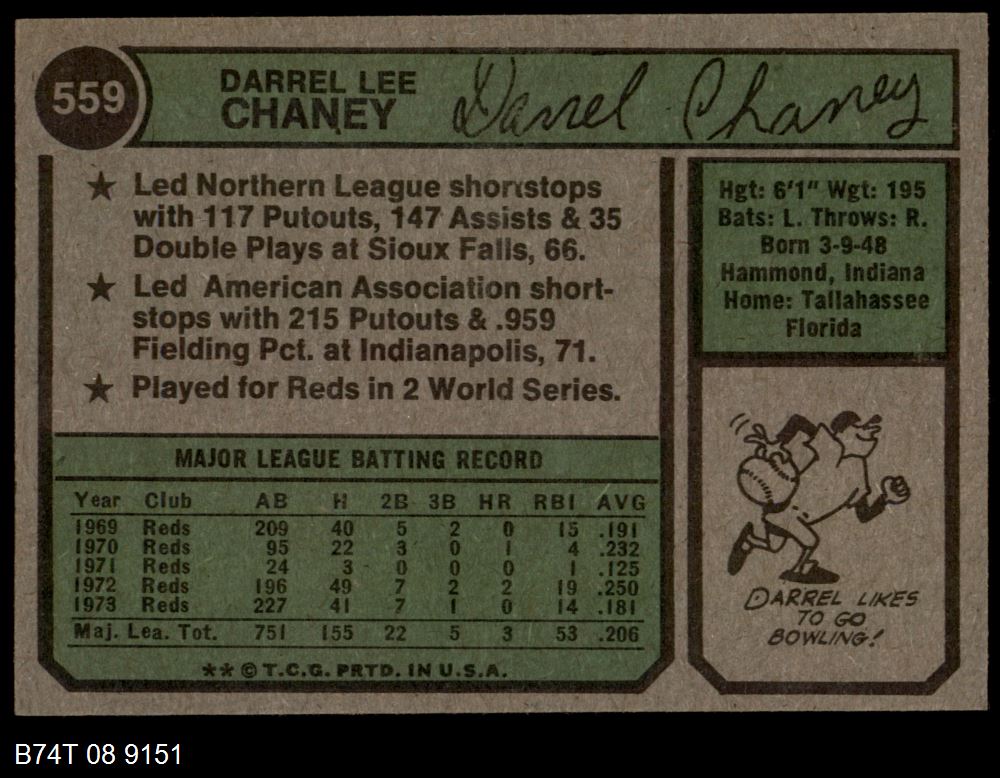 559
DARREL LEE
CHANEY
Darrel Chaney
★ Led Northern League shortstops
with 117 Putouts, 147 Assists & 35
Double Plays at Sioux Falls, 66.
★ Led American Association short-
stops with 215 Putouts & .959
Fielding Pct. at Indianapolis, 71.
★ Played for Reds in 2 World Series.
Hgt: 6'1" Wgt: 195
Bats: L. Throws: R.
Born 3-9-48
Hammond, Indiana
Home: Tallahassee
Florida
MAJOR LEAGUE BATTING RECORD
Year Club AB H 2B 3B HR RBI AVG
1969 Reds 209 40 5 2 0 15 .191
1970 Reds 95 22 3 0 1 4 .232
1971 Reds 24 3 0 0 0 1 .125
1972 Reds 196 49 7 2 2 19 .250
1973 Reds 227 41 7 1 0 14 .181
Maj. Lea. Tot. 751 155 22 5 3 53 .206
** © T.C.G. PRTD. IN U.S.A.
DARREL LIKES
TO GO
BOWLING!
B74T 08 9151